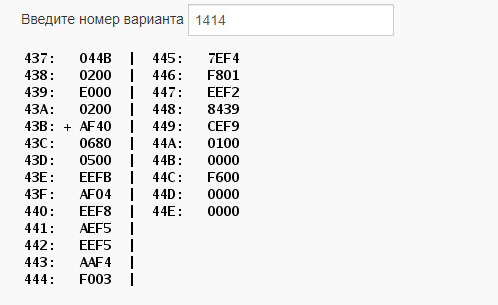 Введите номер варианта 1414
437: 044B | 445: 7EF4
438: 0200 | 446: F801
439: E000 | 447: EEF2
43A: 0200 | 448: 8439
43B: + AF40 | 449: CEF9
43C: 0680 | 44A: 0100
43D: 0500 | 44B: 0000
43E: EEFB | 44C: F600
43F: AF04 | 44D: 0000
440: EEF8 | 44E: 0000
441: AEF5 |
442: EEF5 |
443: AAF4 |
444: F003 |